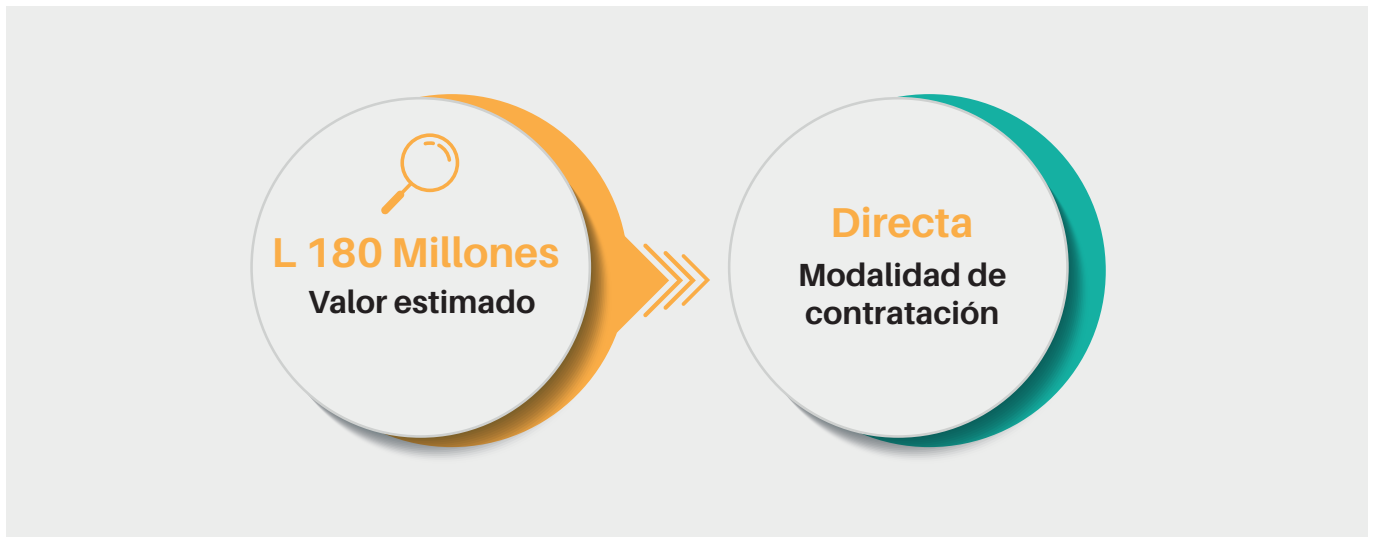 L 180 Millones
Valor estimado
Directa
Modalidad de
contratación